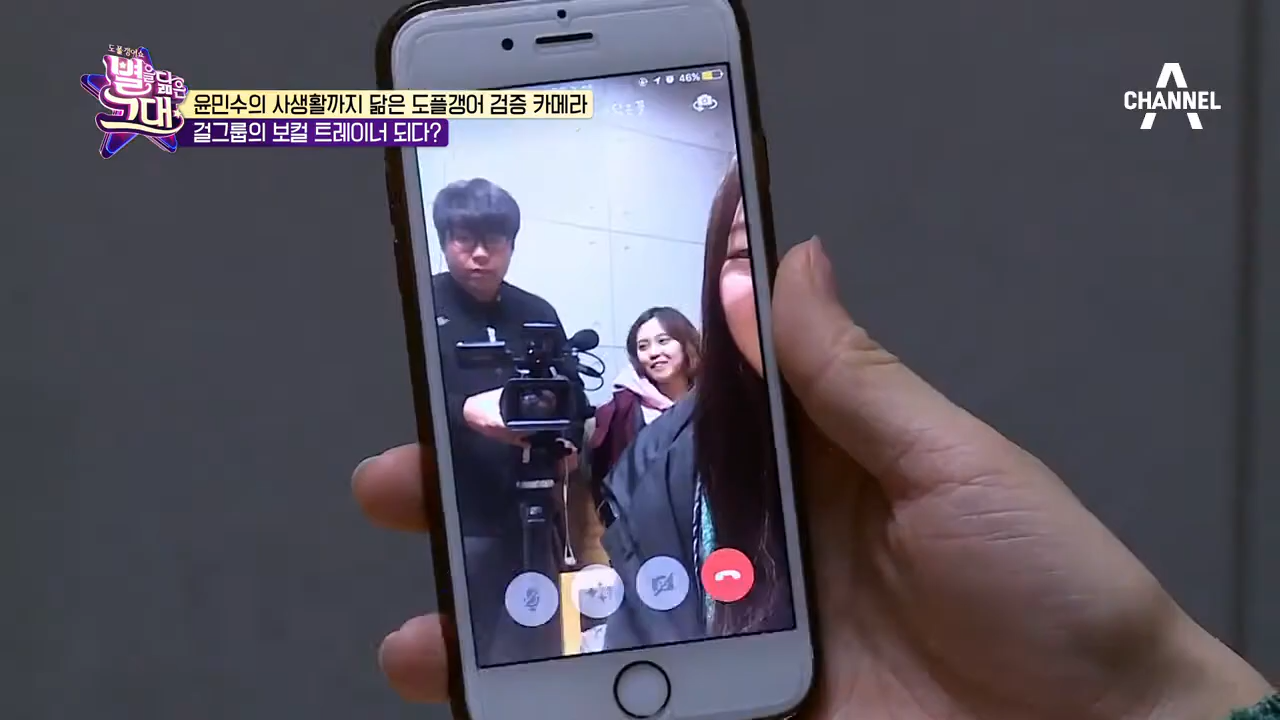 도플갱어쇼
별을 닮은
그대
윤민수의 사생활까지 닮은 도플갱어 검증 카메라
걸그룹의 보컬 트레이너 되다?
CHANNEL A
46%